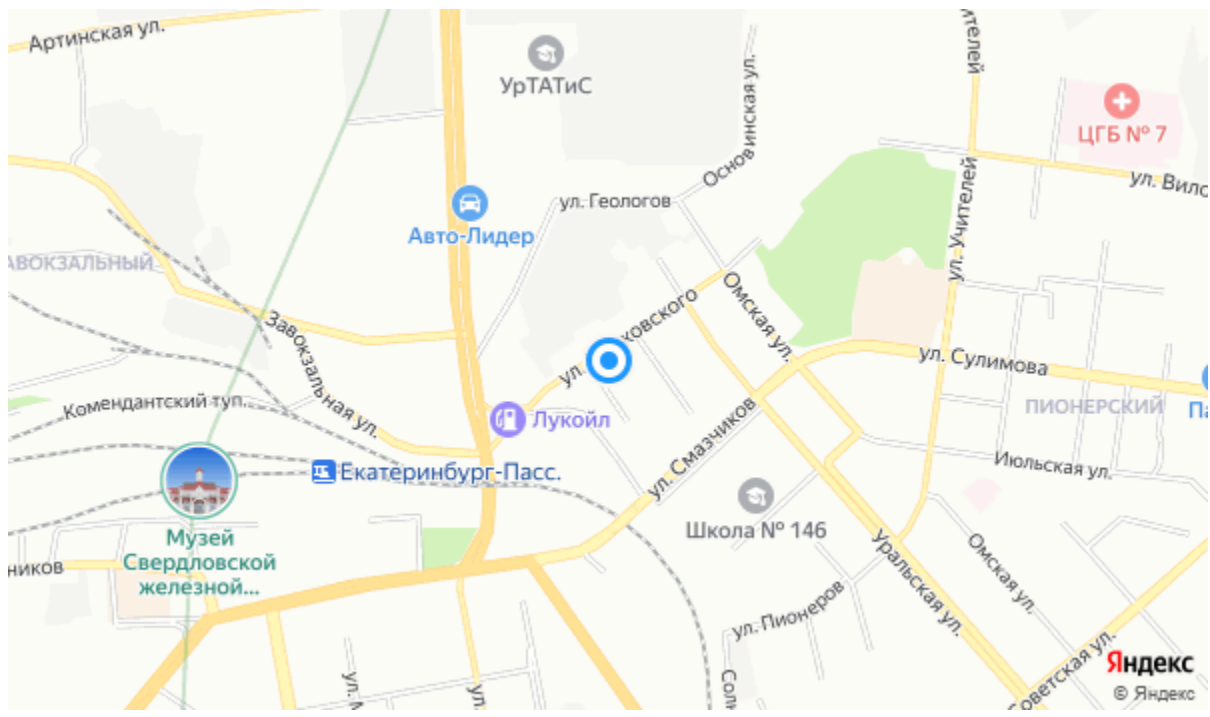 Артинская ул.
УрТАТиС
ителей
Основинская ул.
ЦГБ № 7
ул. Вило
ул. Геологов
Авто-Лидер
ул. Учителей
АВОКЗАЛЬНЫЙ
Завокзальная ул.
ул.
ковского
Омская ул.
ул. Сулимова
Комендантский туп.
Лукойл
ул. Смазчиков
ПИОНЕРСКИЙ
Па
Июльская ул.
Екатеринбург-Пасс.
Школа № 146
Музей
Свердловской
железной...
ников
Уральская ул.
Омская ул.
ул. Пионеров
Солн
ул. М
Советская ул.
Яндекс
© Яндекс